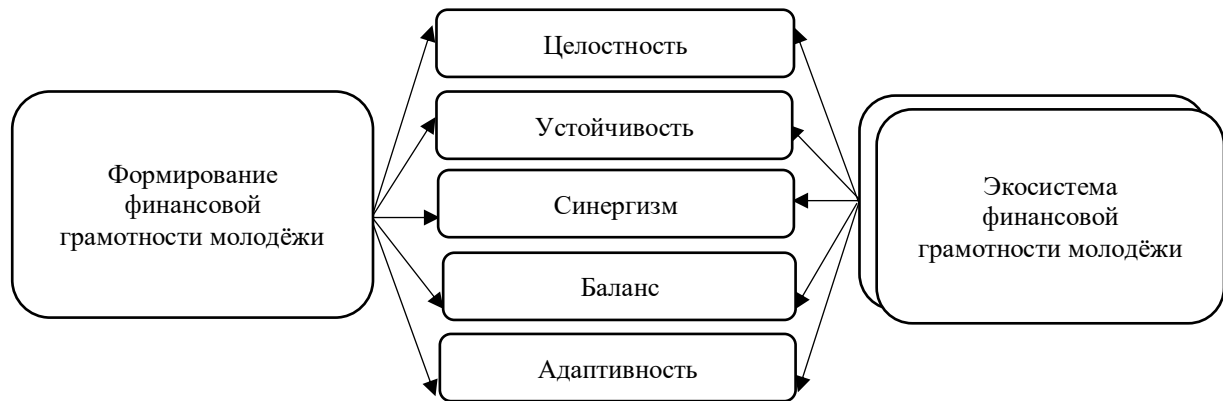 Формирование
финансовой
грамотности молодёжи
Целостность
Устойчивость
Синергизм
Баланс
Адаптивность
Экосистема
финансовой
грамотности молодёжи